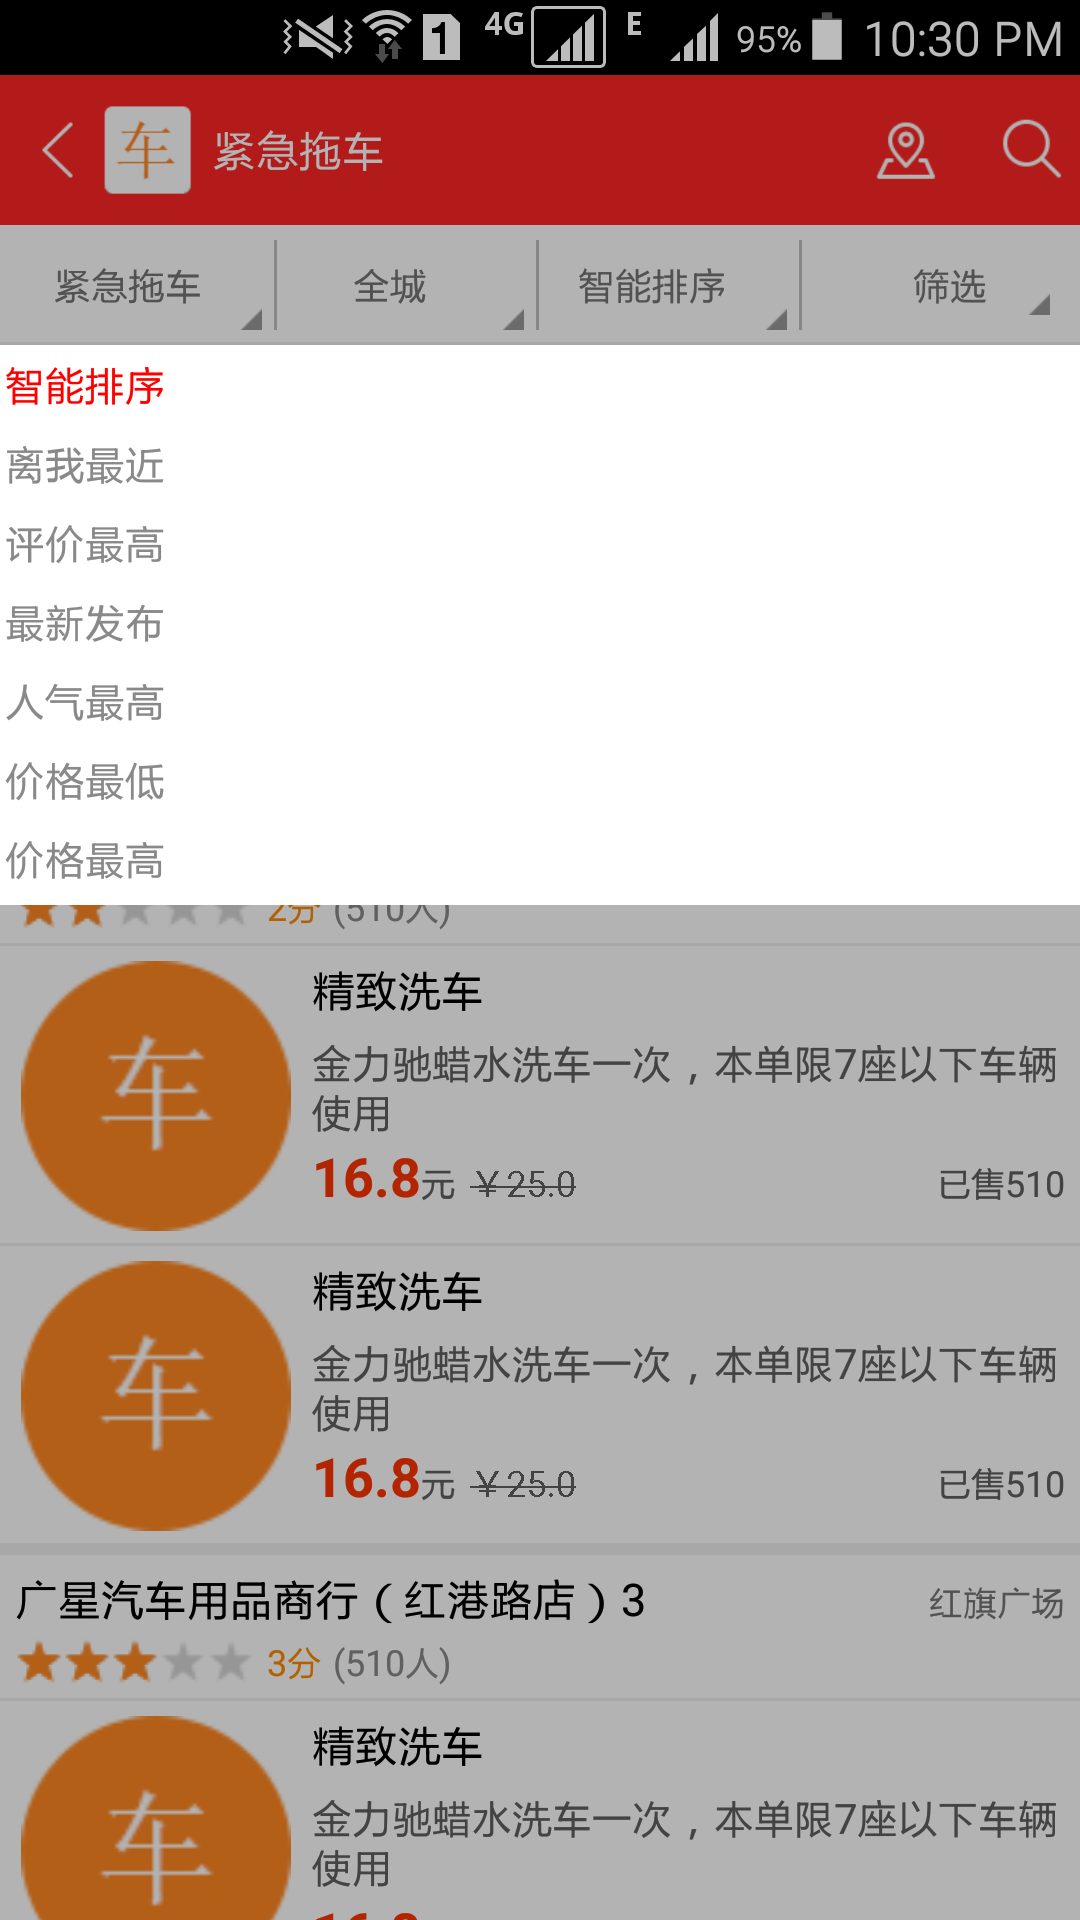 1 4G E 95% 10:30 PM
车 紧急拖车
紧急拖车 全城 智能排序 筛选
智能排序
离我最近
评价最高
最新发布
人气最高
价格最低
价格最高
2分 (510人)
精致洗车
车
金力驰蜡水洗车一次，本单限7座以下车辆
使用
16.8元 ￥25.0 已售510
精致洗车
车
金力驰蜡水洗车一次，本单限7座以下车辆
使用
16.8元 ￥25.0 已售510
广星汽车用品商行（红港路店）3 红旗广场
3分 (510人)
精致洗车
车
金力驰蜡水洗车一次，本单限7座以下车辆
使用